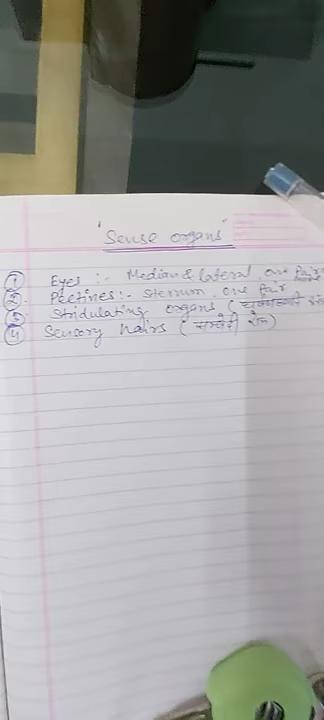 "Sense organs"
① Eyes :- Median & lateral one pair
② Pectines :- Sternum one pair
③ Stridulating organs (
④ Sensory hairs (संवेदी रोम)